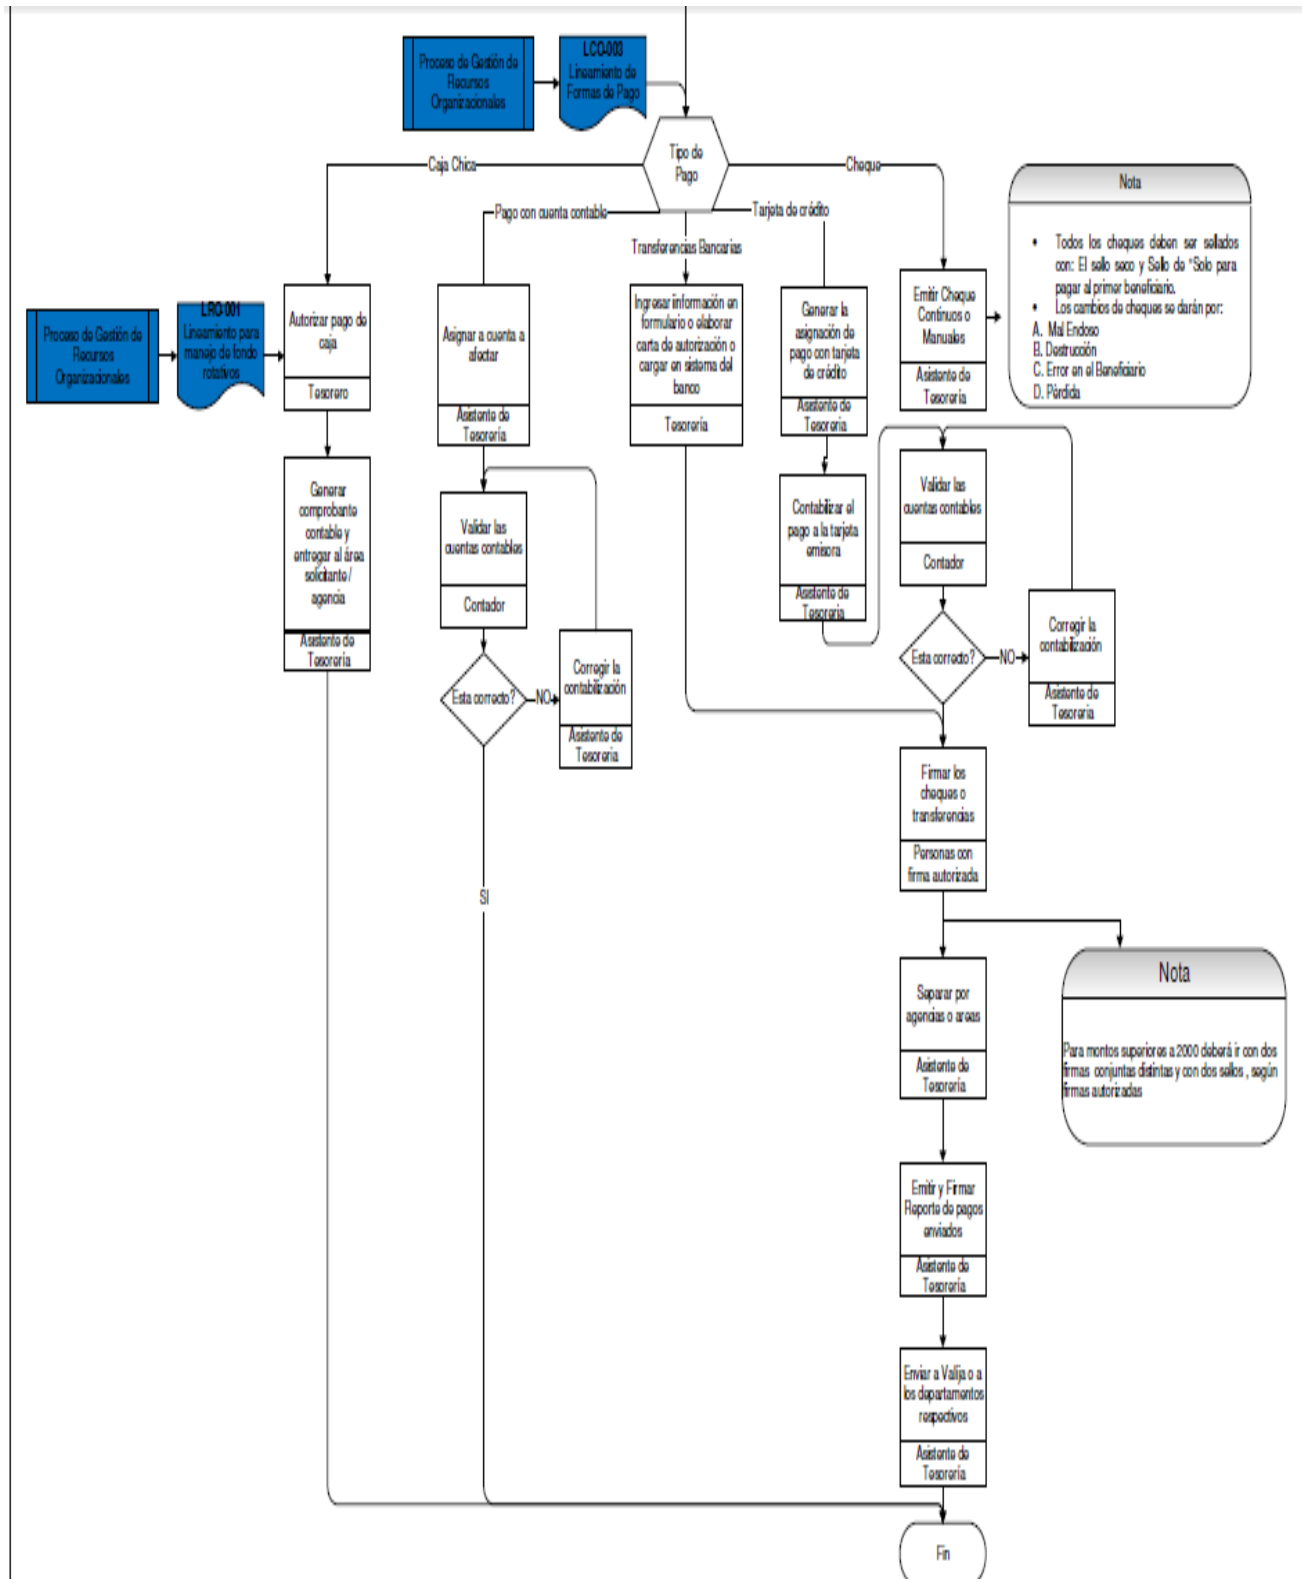 Proceso de Gestión de
Recursos
Organizacionales
LCO-003
Lineamiento de
Formas de Pago
Tipo de
Pago
Caja Chica
Cheque
Pago con cuenta contable
Tarjeta de crédito
Transferencias Bancarias
Nota
• Todos los cheques deben ser sellados
con: El sello seco y Sello de "Solo para
pagar al primer beneficiario.
• Los cambios de cheques se darán por:
A. Mal Endoso
B. Destrucción
C. Error en el Beneficiario
D. Pérdida
Proceso de Gestión de
Recursos
Organizacionales
LRO-001
Lineamiento para
manejo de fondo
rotativos
Autorizar pago de
caja
Tesorero
Asignar a cuenta a
afectar
Asistente de
Tesorería
Ingresar iinformación en
formulario o elaborar
carta de autorización o
cargar en sistema del
banco
Tesorería
Generar la
asignación de
pago con tarjeta
de crédito
Asistente de
Tesorería
Emitir Cheque
Continuos o
Manuales
Asistente de
Tesorería
Generar
comprobante
contable y
entregar al área
solicitante /
agencia
Asistente de
Tesorería
Validar las
cuentas contables
Contador
Esta correcto?
NO
Corregir la
contabilización
Asistente de
Tesorería
SI
Contabilizar el
pago a la tarjeta
emisora
Asistente de
Tesorería
Validar las
cuentas contables
Contador
Esta correcto?
NO
Corregir la
contabilización
Asistente de
Tesoreria
Firmar los
cheques o
transferencias
Personas con
firma autorizada
Separar por
agencias o areas
Asistente de
Tesorería
Nota
Para montos superiores a 2000 deberá ir con dos
firmas conjuntas distintas y con dos sellos , según
firmas autorizadas
Emitir y Firmar
Reporte de pagos
enviados
Asistente de
Tesorería
Enviar a Valija o a
los departamentos
respectivos
Asistente de
Tesorería
Fin